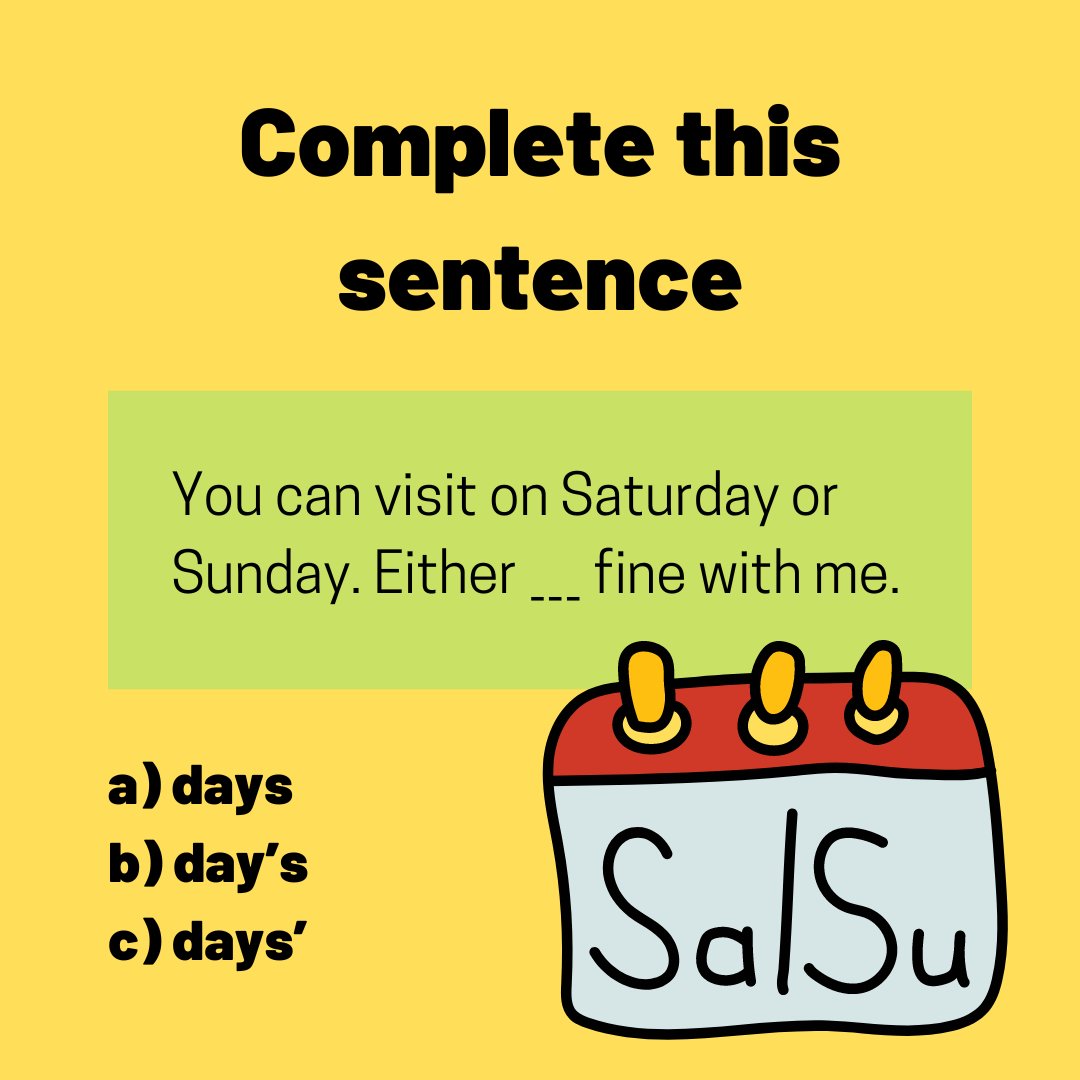 Complete this
sentence
You can visit on Saturday or
Sunday. Either ___ fine with me.
a) days
b) day’s
c) days’
Sa|Su